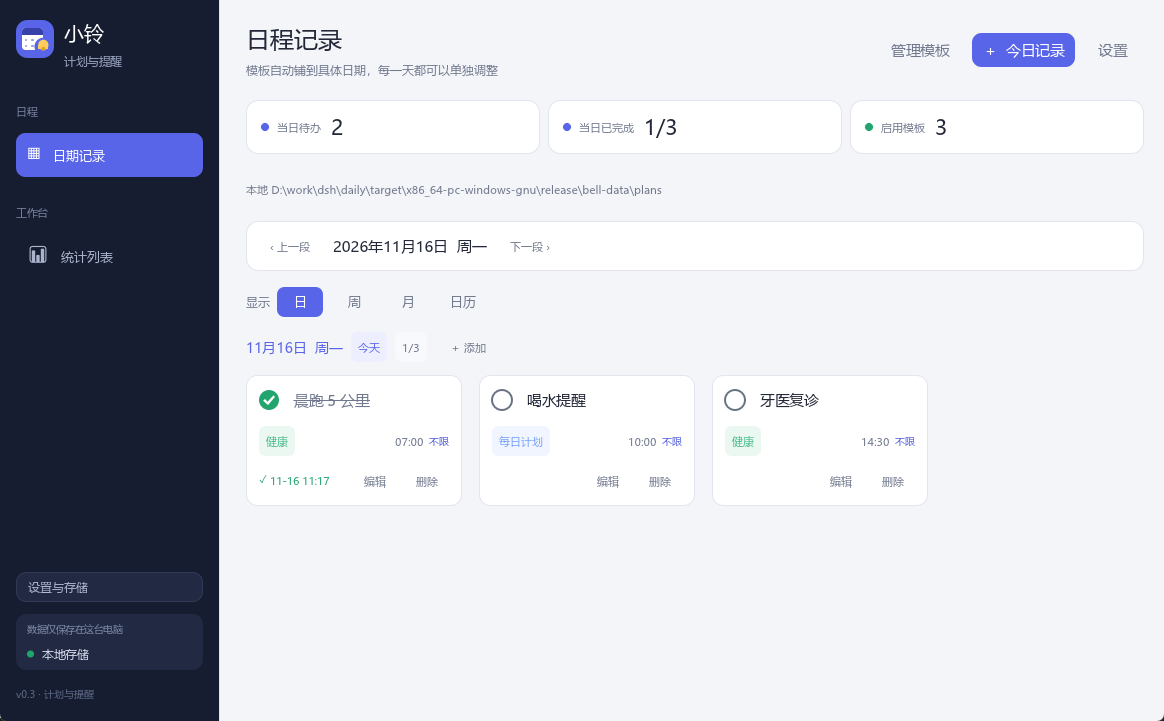 小铃
计划与提醒
日程
日期记录
工作台
统计列表
设置与存储
数据仅保存在这台电脑
本地存储
v0.3 · 计划与提醒
日程记录
模板自动铺到具体日期，每一天都可以单独调整
管理模板
+ 今日记录
设置
当日待办 2
当日已完成 1/3
启用模板 3
本地 D:\work\dsh\daily\target\x86_64-pc-windows-gnu\release\bell-data\plans
‹ 上一段 2026年11月16日 周一 下一段 ›
显示 日 周 月 日历
11月16日 周一 今天 1/3 + 添加
晨跑 5 公里
健康 07:00 不限
✓ 11-16 11:17 编辑 删除
喝水提醒
每日计划 10:00 不限
编辑 删除
牙医复诊
健康 14:30 不限
编辑 删除